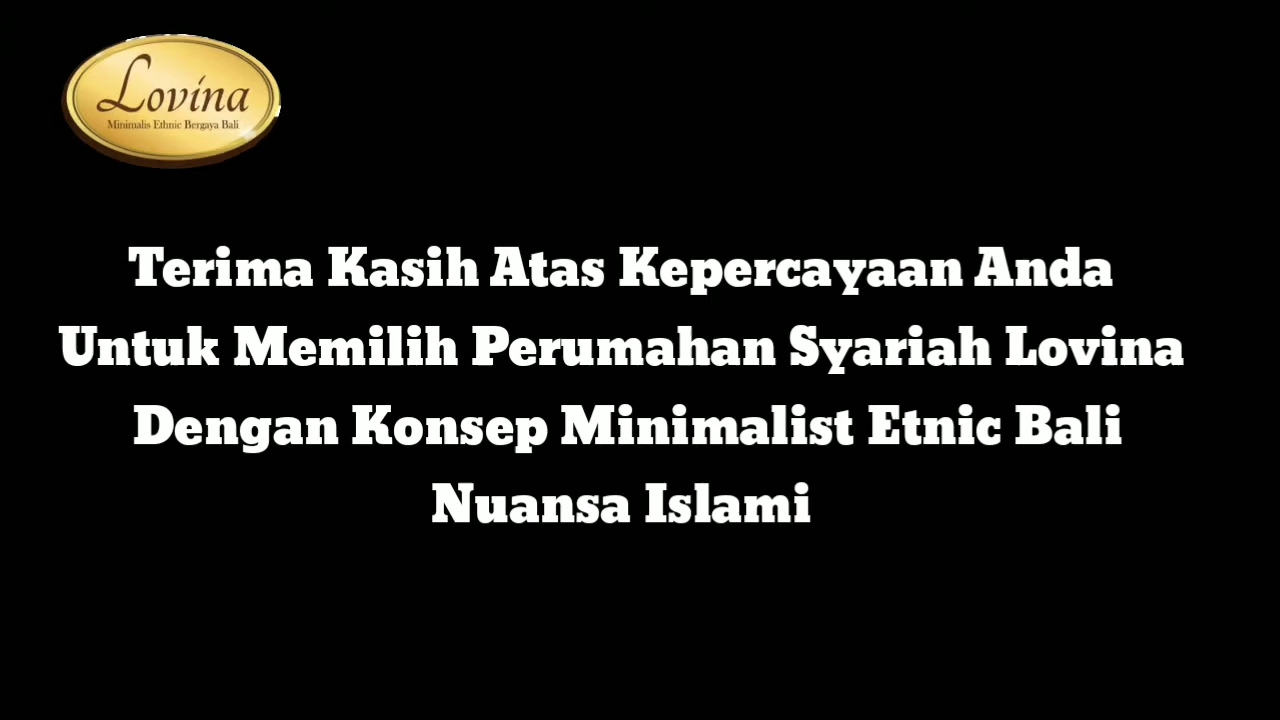 Lovina
Minimalis Ethnic Bergaya Bali
Terima Kasih Atas Kepercayaan Anda
Untuk Memilih Perumahan Syariah Lovina
Dengan Konsep Minimalist Etnic Bali
Nuansa Islami